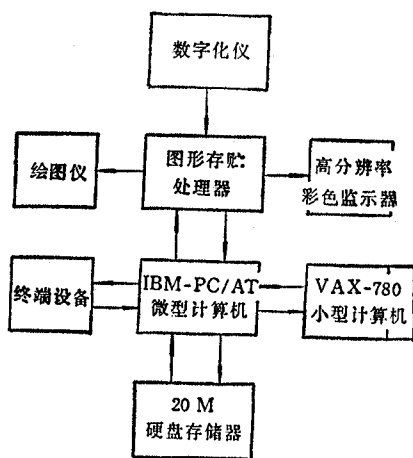 数字化仪
绘图仪
图形存贮
处理器
高分辨率
彩色监示器
终端设备
IBM-PC/AT
微型计算机
VAX-780
小型计算机
20 M
硬盘存储器